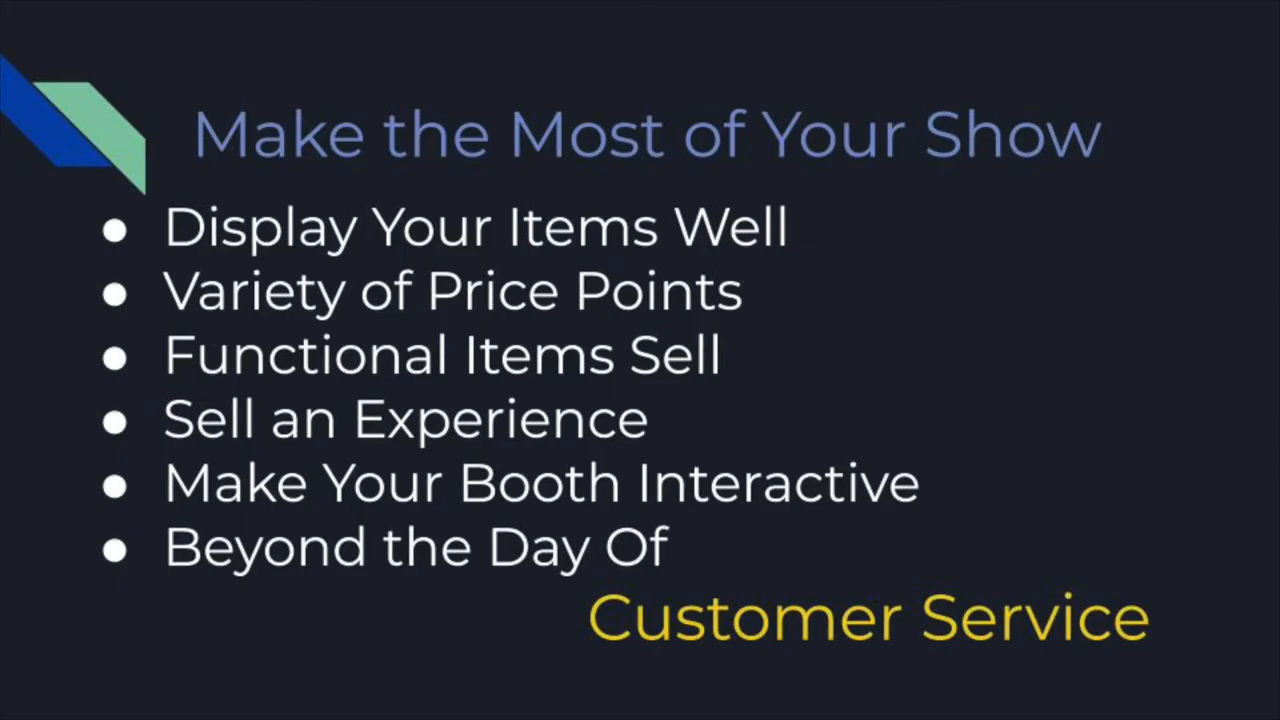 Make the Most of Your Show
● Display Your Items Well
● Variety of Price Points
● Functional Items Sell
● Sell an Experience
● Make Your Booth Interactive
● Beyond the Day Of
Customer Service